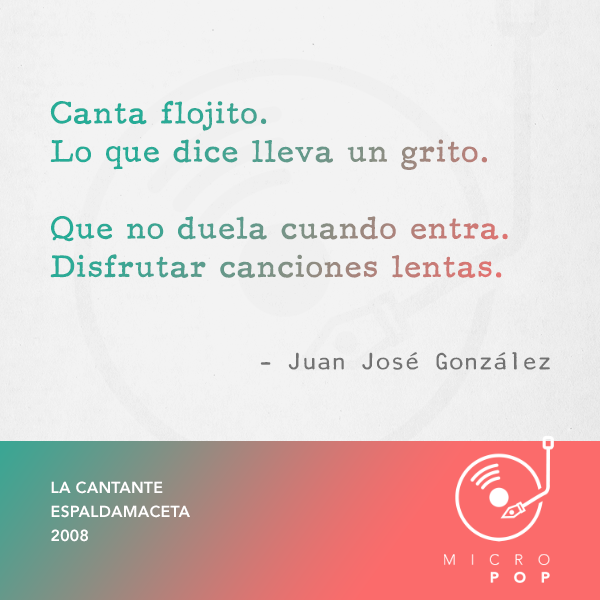 Canta flojito.
Lo que dice lleva un grito.
Que no duela cuando entra.
Disfrutar canciones lentas.
– Juan José González
LA CANTANTE
ESPALDAMACETA
2008
MICRO
POP